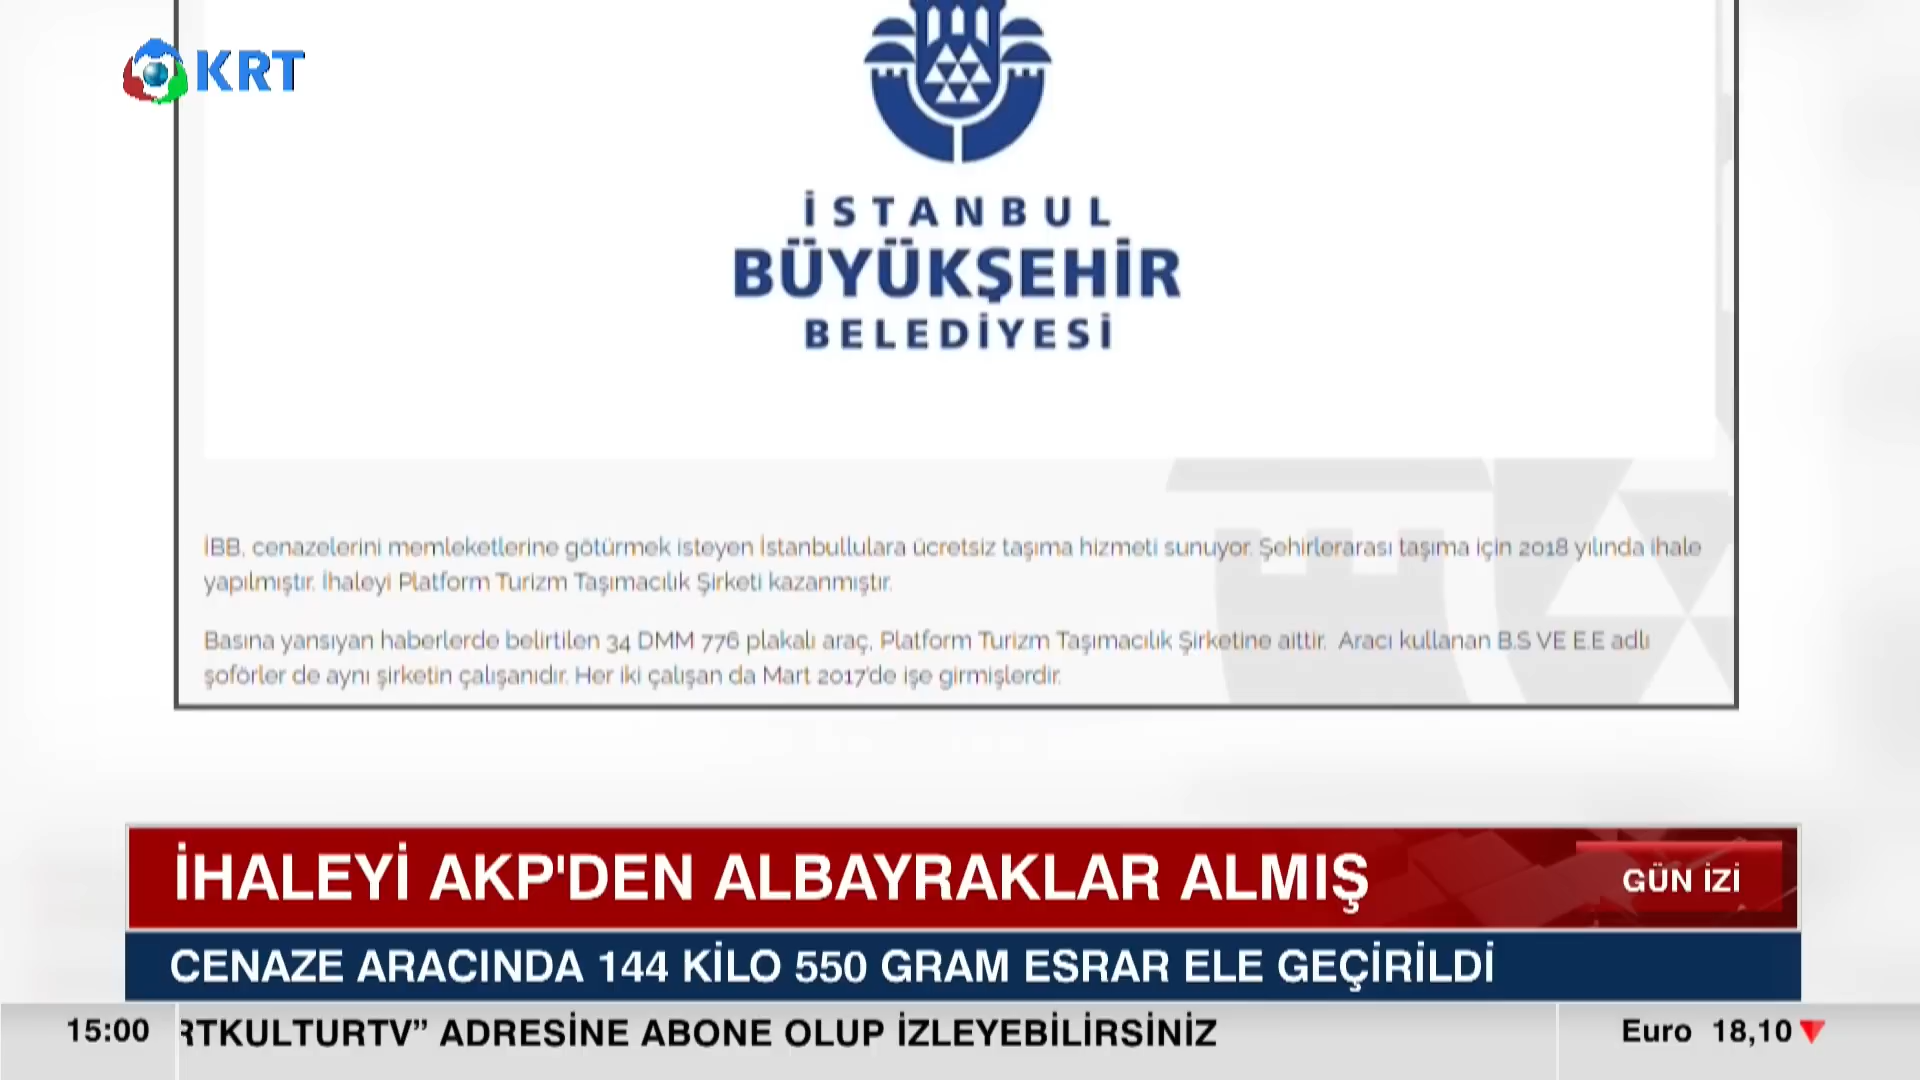 KRT
İSTANBUL
BÜYÜKŞEHİR
BELEDİYESİ
İBB, cenazelerini memleketlerine götürmek isteyen İstanbullulara ücretsiz taşıma hizmeti sunuyor. Şehirlerarası taşıma için 2018 yılında ihale
yapılmıştır. İhaleyi Platform Turizm Taşımacılık Şirketi kazanmıştır.
Basına yansıyan haberlerde belirtilen 34 DMM 776 plakalı araç, Platform Turizm Taşımacılık Şirketine aittir. Aracı kullanan B.S VE E.E adlı
şoförler de aynı şirketin çalışanıdır. Her iki çalışan da Mart 2017'de işe girmişlerdir.
İHALEYİ AKP'DEN ALBAYRAKLAR ALMIŞ
GÜN İZİ
CENAZE ARACINDA 144 KİLO 550 GRAM ESRAR ELE GEÇİRİLDİ
15:00 RTKULTURTV” ADRESİNE ABONE OLUP İZLEYEBİLİRSİNİZ Euro 18,10